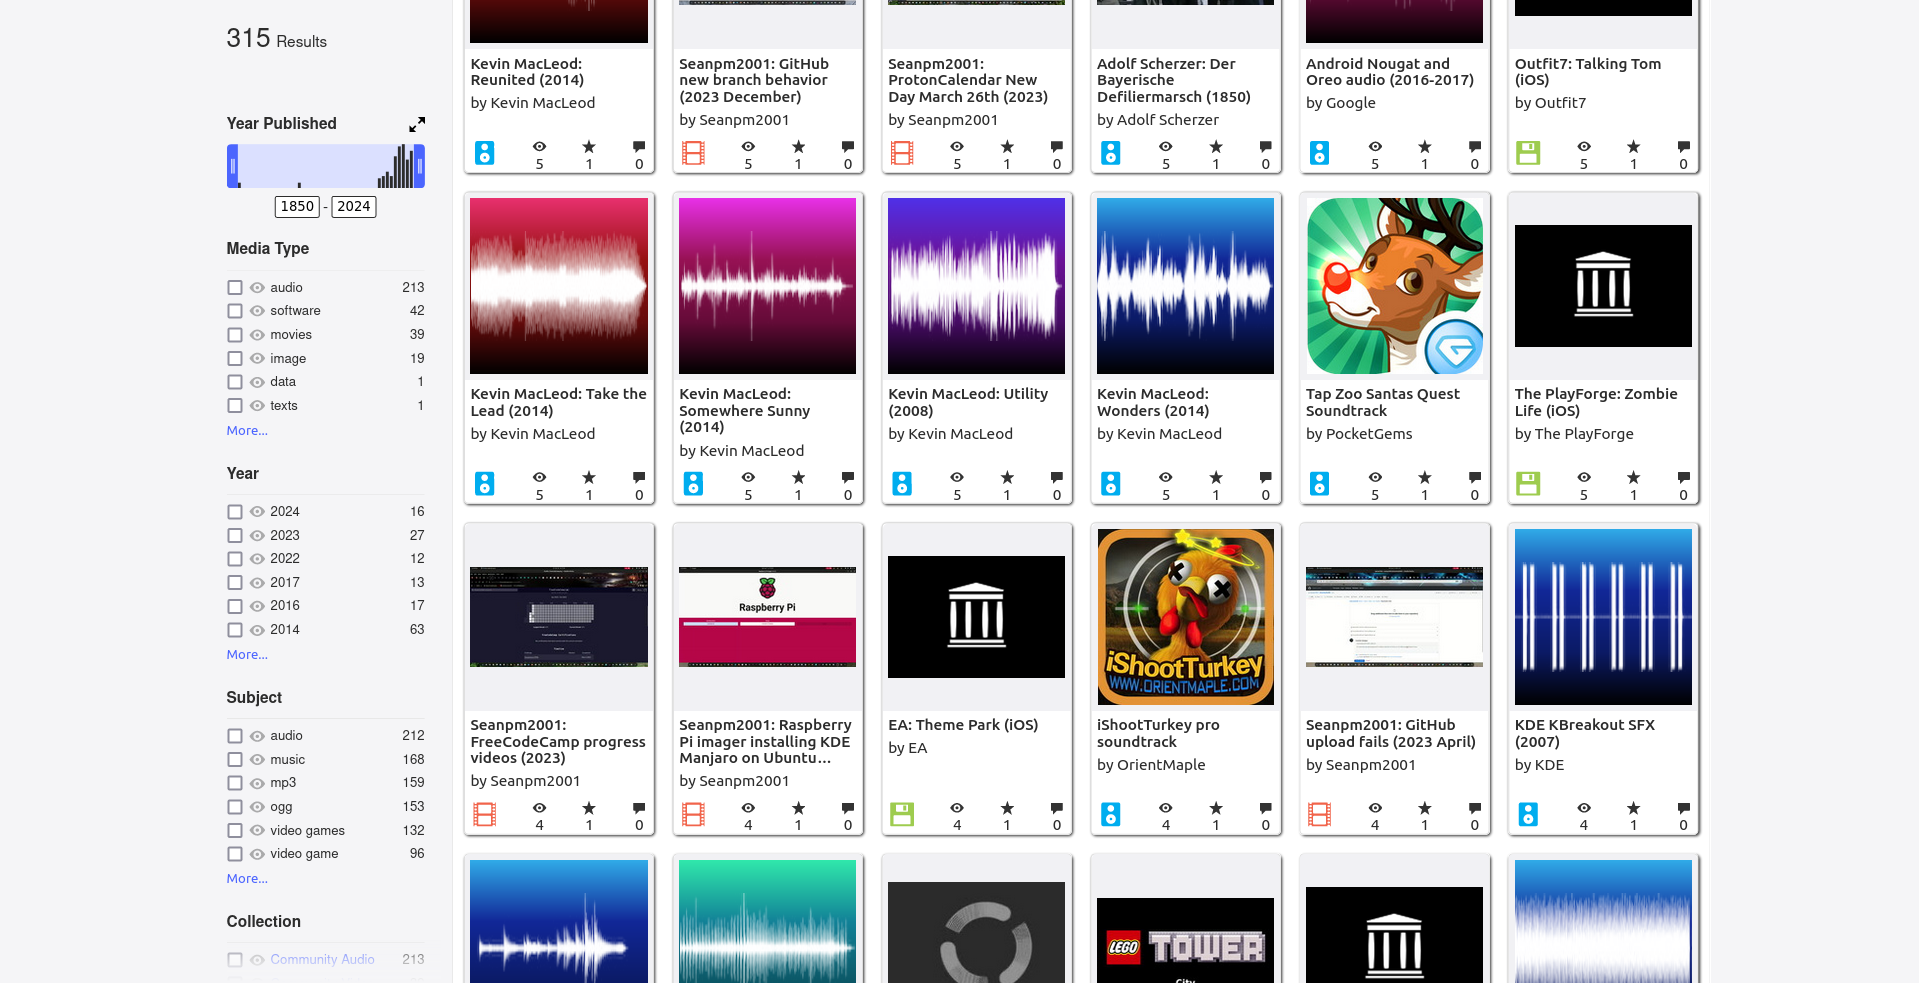 315 Results
Year Published
1850 - 2024
Media Type
audio 213
software 42
movies 39
image 19
data 1
texts 1
More...
Year
2024 16
2023 27
2022 12
2017 13
2016 17
2014 63
More...
Subject
audio 212
music 168
mp3 159
ogg 153
video games 132
video game 96
More...
Collection
Community Audio 213
Kevin MacLeod:
Reunited (2014)
by Kevin MacLeod
5 1 0
Seanpm2001: GitHub
new branch behavior
(2023 December)
by Seanpm2001
5 1 0
Seanpm2001:
ProtonCalendar New
Day March 26th (2023)
by Seanpm2001
5 1 0
Adolf Scherzer: Der
Bayerische
Defiliermarsch (1850)
by Adolf Scherzer
5 1 0
Android Nougat and
Oreo audio (2016-2017)
by Google
5 1 0
Outfit7: Talking Tom
(iOS)
by Outfit7
5 1 0
Kevin MacLeod: Take the
Lead (2014)
by Kevin MacLeod
5 1 0
Kevin MacLeod:
Somewhere Sunny
(2014)
by Kevin MacLeod
5 1 0
Kevin MacLeod: Utility
(2008)
by Kevin MacLeod
5 1 0
Kevin MacLeod:
Wonders (2014)
by Kevin MacLeod
5 1 0
Tap Zoo Santas Quest
Soundtrack
by PocketGems
5 1 0
The PlayForge: Zombie
Life (iOS)
by The PlayForge
5 1 0
Seanpm2001:
FreeCodeCamp progress
videos (2023)
by Seanpm2001
4 1 0
Raspberry Pi
Seanpm2001: Raspberry
Pi imager installing KDE
Manjaro on Ubuntu...
by Seanpm2001
4 1 0
EA: Theme Park (iOS)
by EA
4 1 0
iShootTurkey
WWW.ORIENTMAPLE.COM
iShootTurkey pro
soundtrack
by OrientMaple
4 1 0
Seanpm2001: GitHub
upload fails (2023 April)
by Seanpm2001
4 1 0
KDE KBreakout SFX
(2007)
by KDE
4 1 0
LEGO TOWER
City